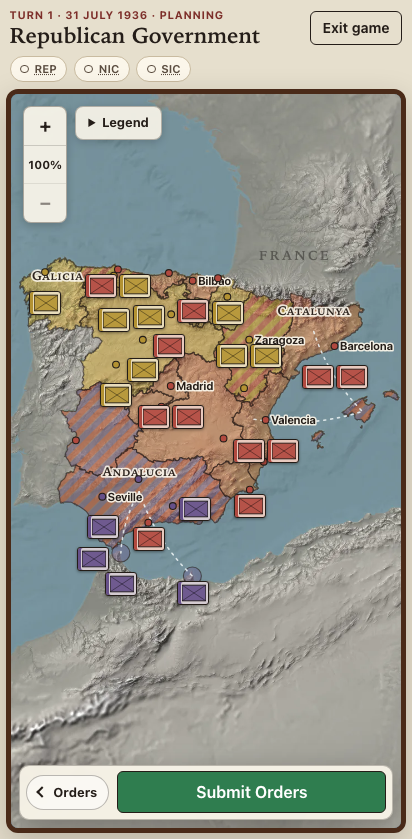 TURN 1 · 31 JULY 1936 · PLANNING
Republican Government
Exit game
REP
NIC
SIC
+
Legend
100%
−
FRANCE
GALICIA
Bilbao
CATALUNYA
Zaragoza
Barcelona
Madrid
Valencia
ANDALUCIA
Seville
Orders
Submit Orders